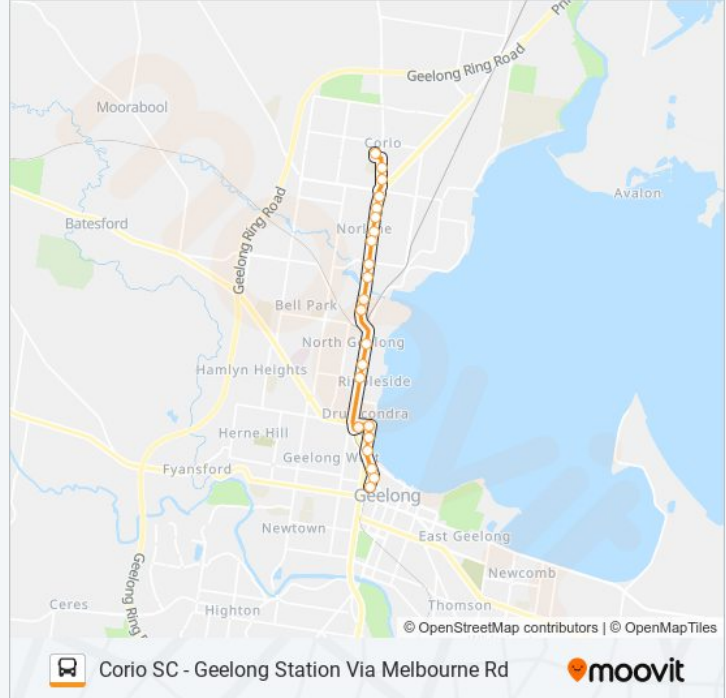 Geelong Ring Road
Moorabool
Corio
Avalon
Batesford
Norlane
Geelong Ring Road
Bell Park
North Geelong
Hamlyn Heights
Rippleside
Drumcondra
Herne Hill
Geelong West
Fyansford
Geelong
Newtown
East Geelong
Newcomb
Geelong Ring R
Ceres
Highton
Thomson
© OpenStreetMap contributors | © OpenMapTiles
Corio SC - Geelong Station Via Melbourne Rd
moovit